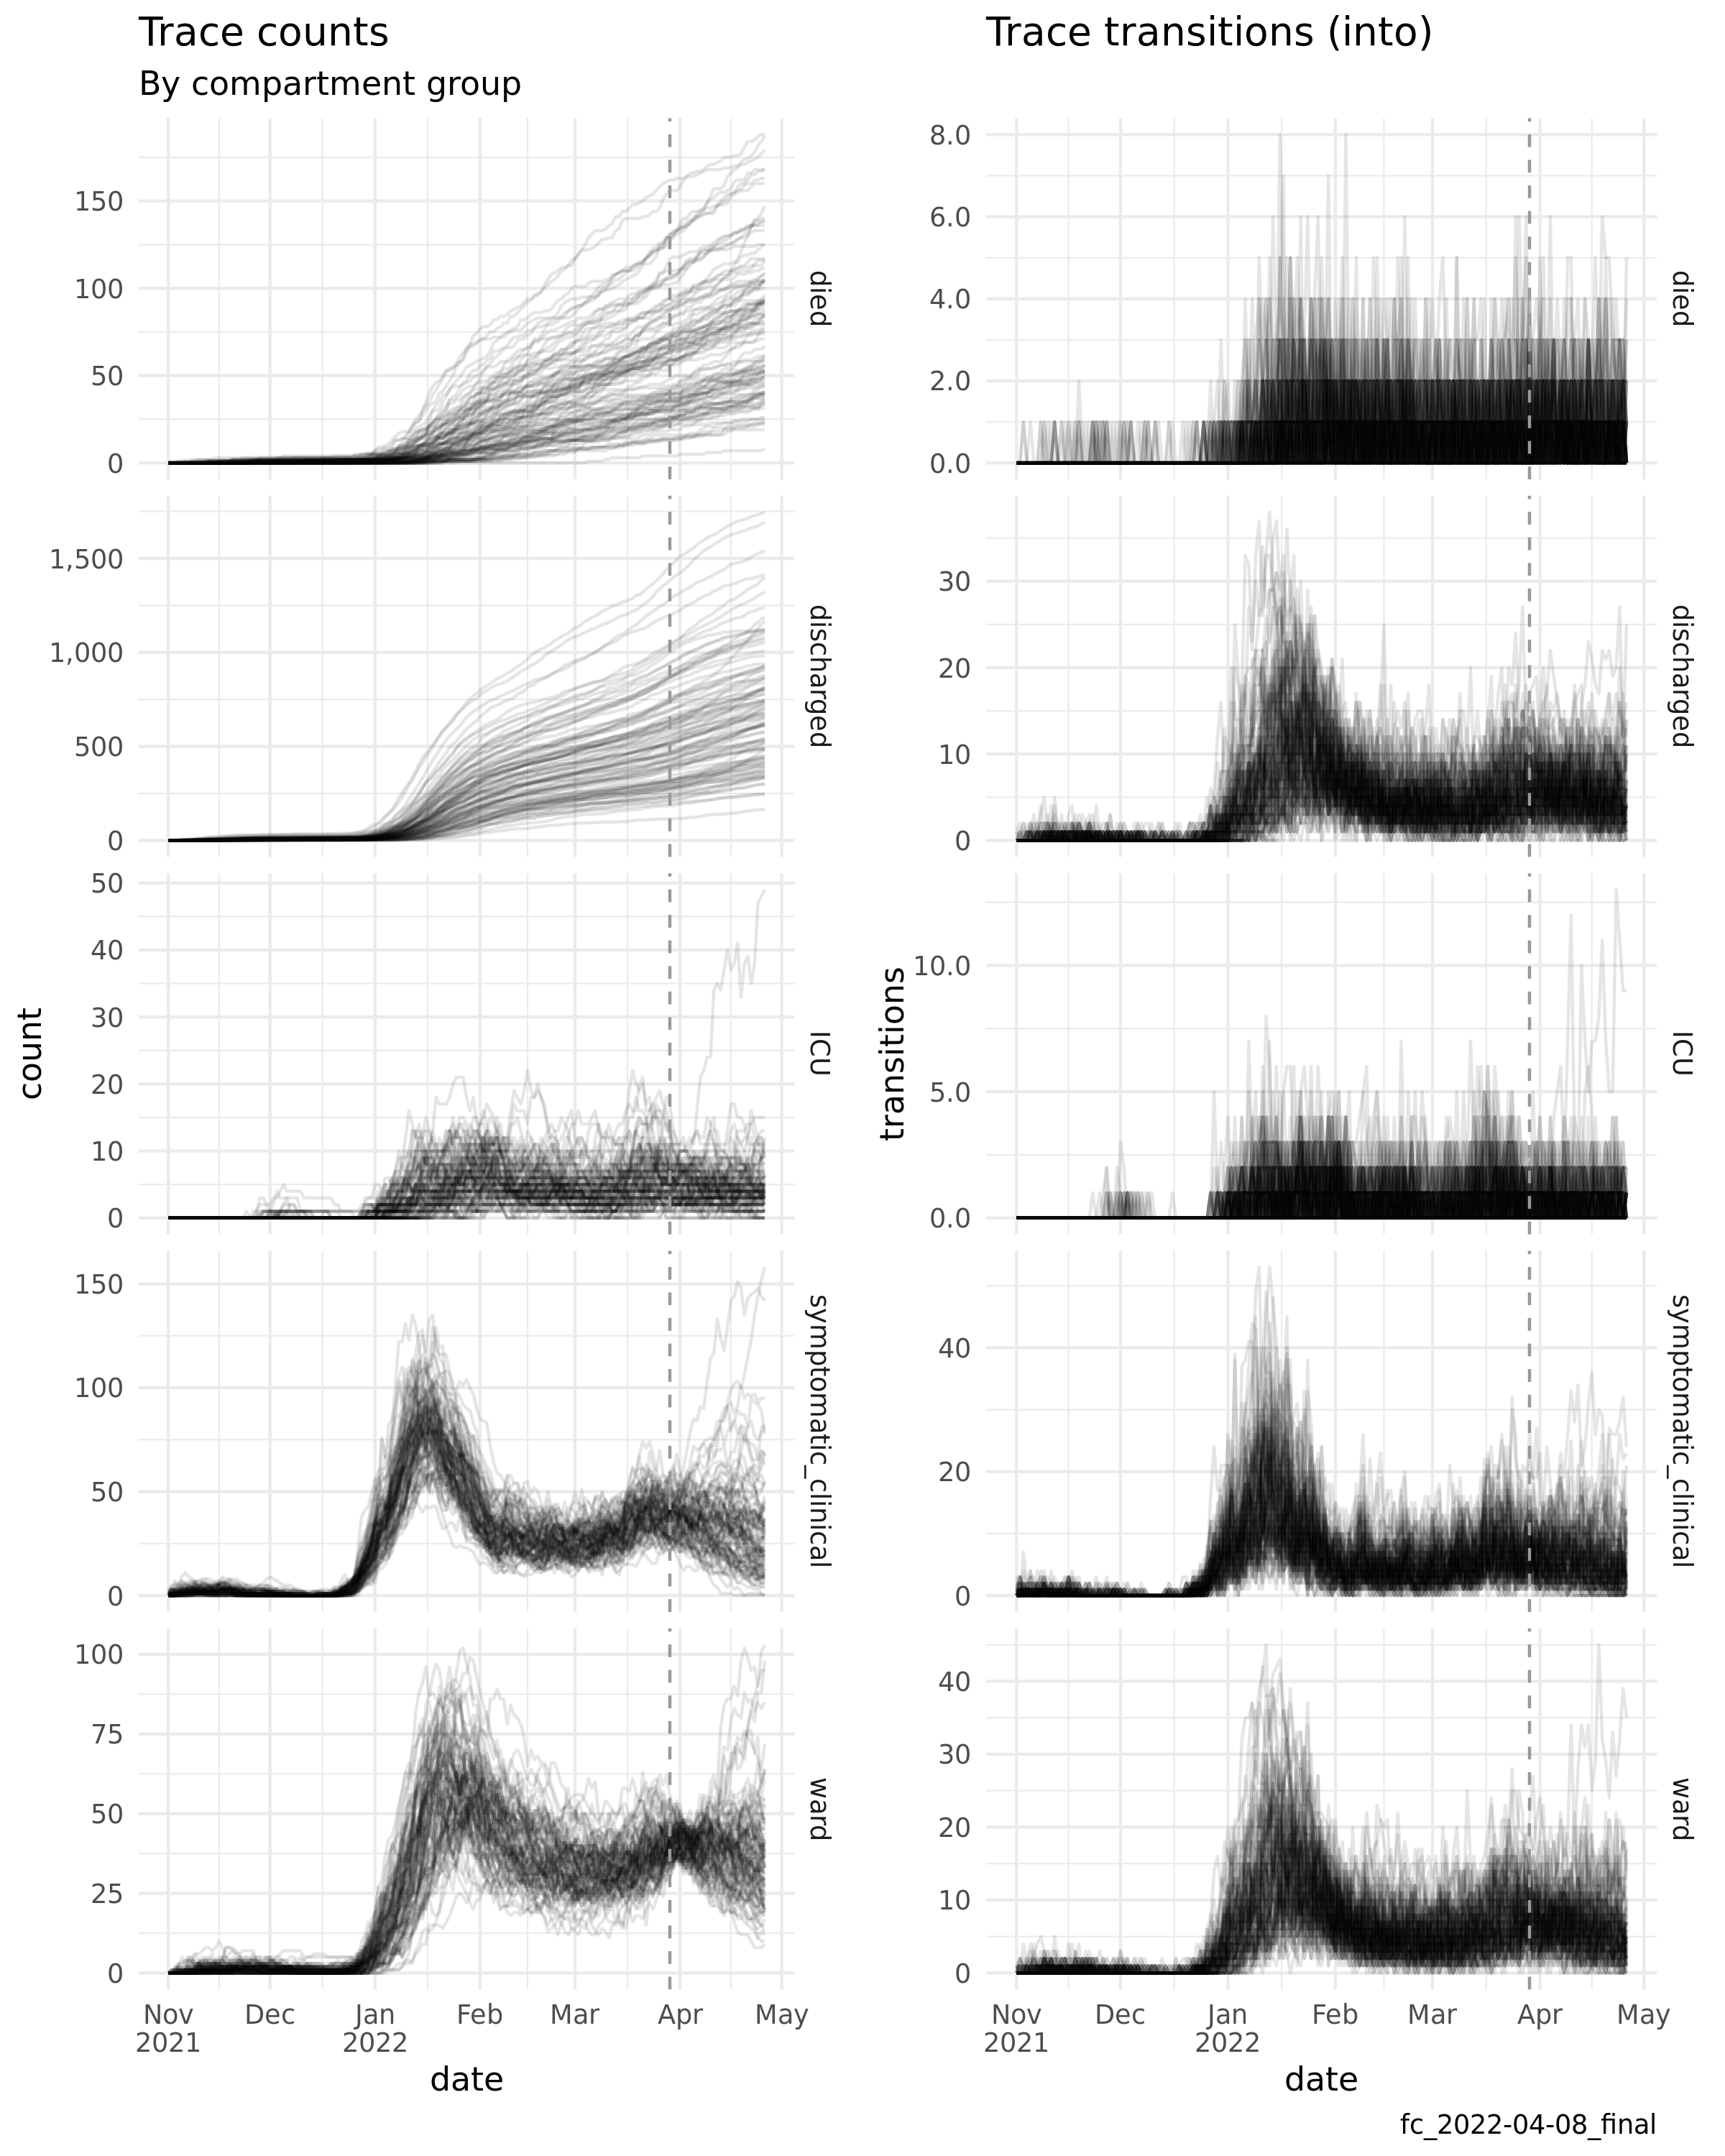 Trace counts
By compartment group
Trace transitions (into)
count
150
100
50
0
died
1,500
1,000
500
0
discharged
50
40
30
20
10
0
ICU
150
100
50
0
symptomatic_clinical
100
75
50
25
0
ward
Nov Dec Jan Feb Mar Apr May
2021 2022
date
transitions
8.0
6.0
4.0
2.0
0.0
died
30
20
10
0
discharged
10.0
5.0
0.0
ICU
40
20
0
symptomatic_clinical
40
30
20
10
0
ward
Nov Dec Jan Feb Mar Apr May
2021 2022
date
fc_2022-04-08_final